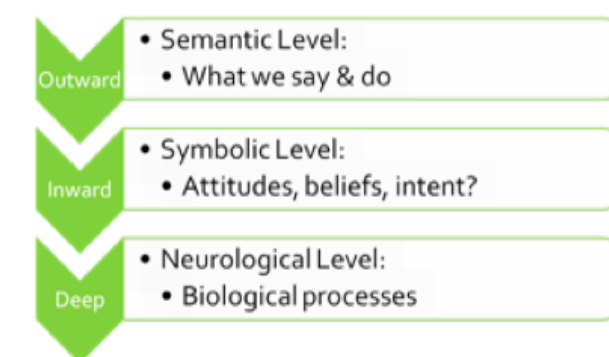 Outward
• Semantic Level:
• What we say & do
Inward
• Symbolic Level:
• Attitudes, beliefs, intent?
Deep
• Neurological Level:
• Biological processes